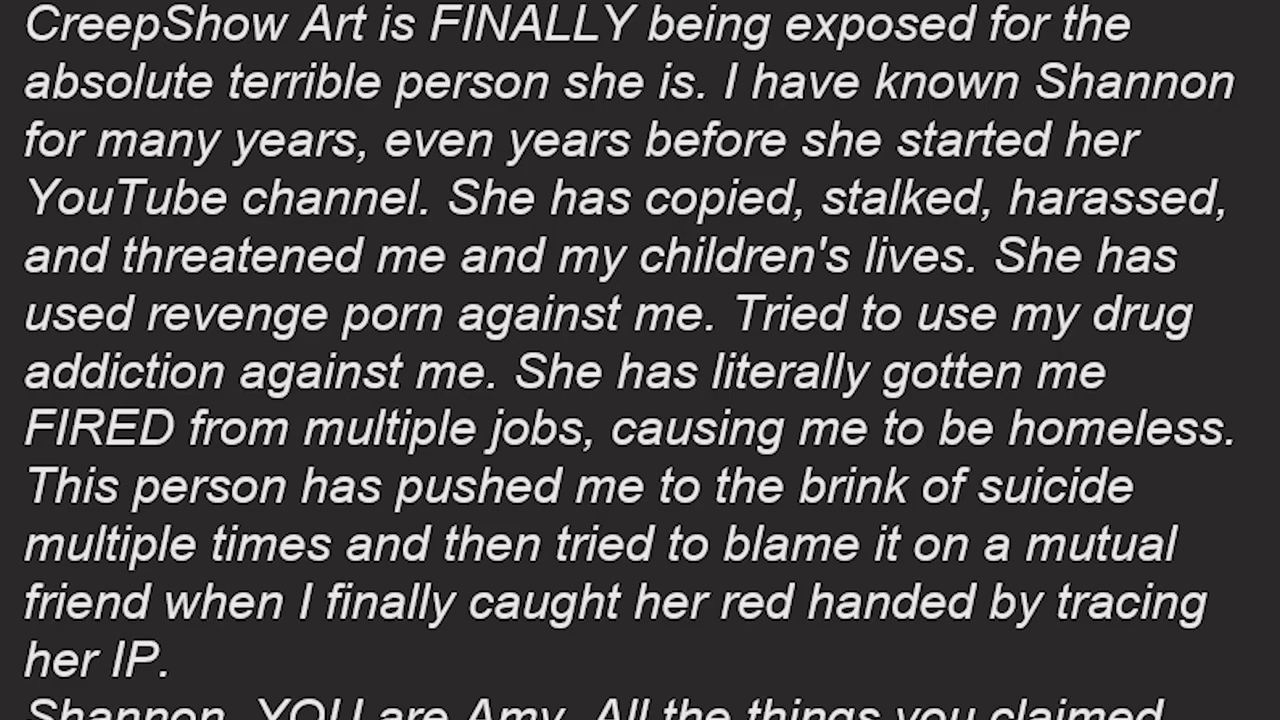 CreepShow Art is FINALLY being exposed for the
absolute terrible person she is. I have known Shannon
for many years, even years before she started her
YouTube channel. She has copied, stalked, harassed,
and threatened me and my children's lives. She has
used revenge porn against me. Tried to use my drug
addiction against me. She has literally gotten me
FIRED from multiple jobs, causing me to be homeless.
This person has pushed me to the brink of suicide
multiple times and then tried to blame it on a mutual
friend when I finally caught her red handed by tracing
her IP.
Shannon, YOU are Amy. All the things you claimed